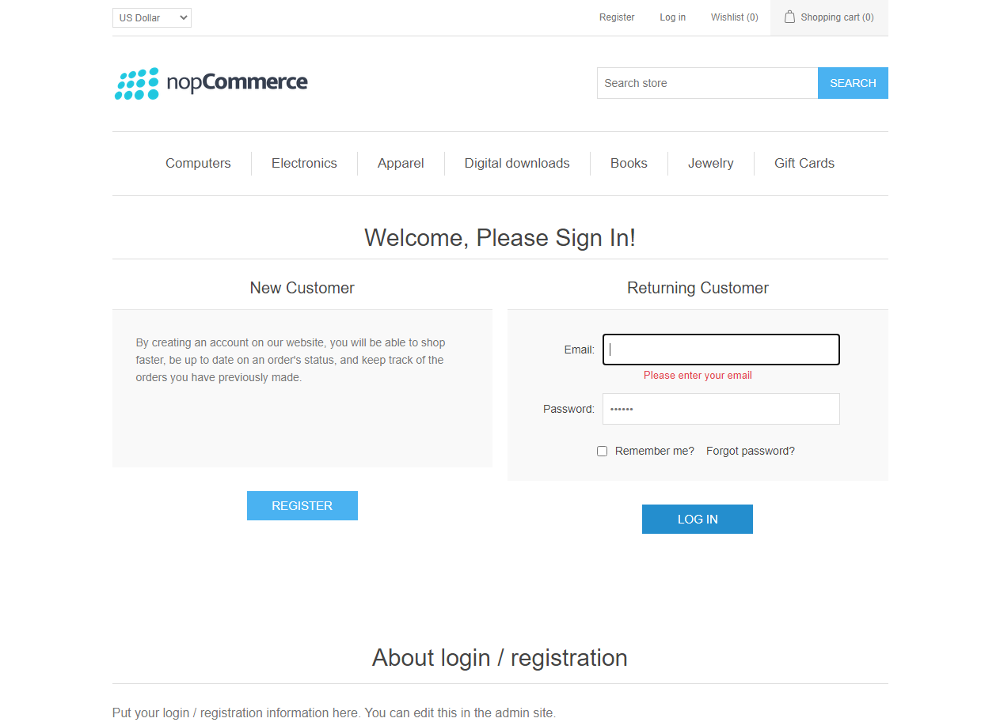 US Dollar
Register
Log in
Wishlist (0)
Shopping cart (0)
nopCommerce
Search store
SEARCH
Computers
Electronics
Apparel
Digital downloads
Books
Jewelry
Gift Cards
Welcome, Please Sign In!
New Customer
By creating an account on our website, you will be able to shop
faster, be up to date on an order's status, and keep track of the
orders you have previously made.
REGISTER
Returning Customer
Email:
Please enter your email
Password:
••••••
Remember me?
Forgot password?
LOG IN
About login / registration
Put your login / registration information here. You can edit this in the admin site.